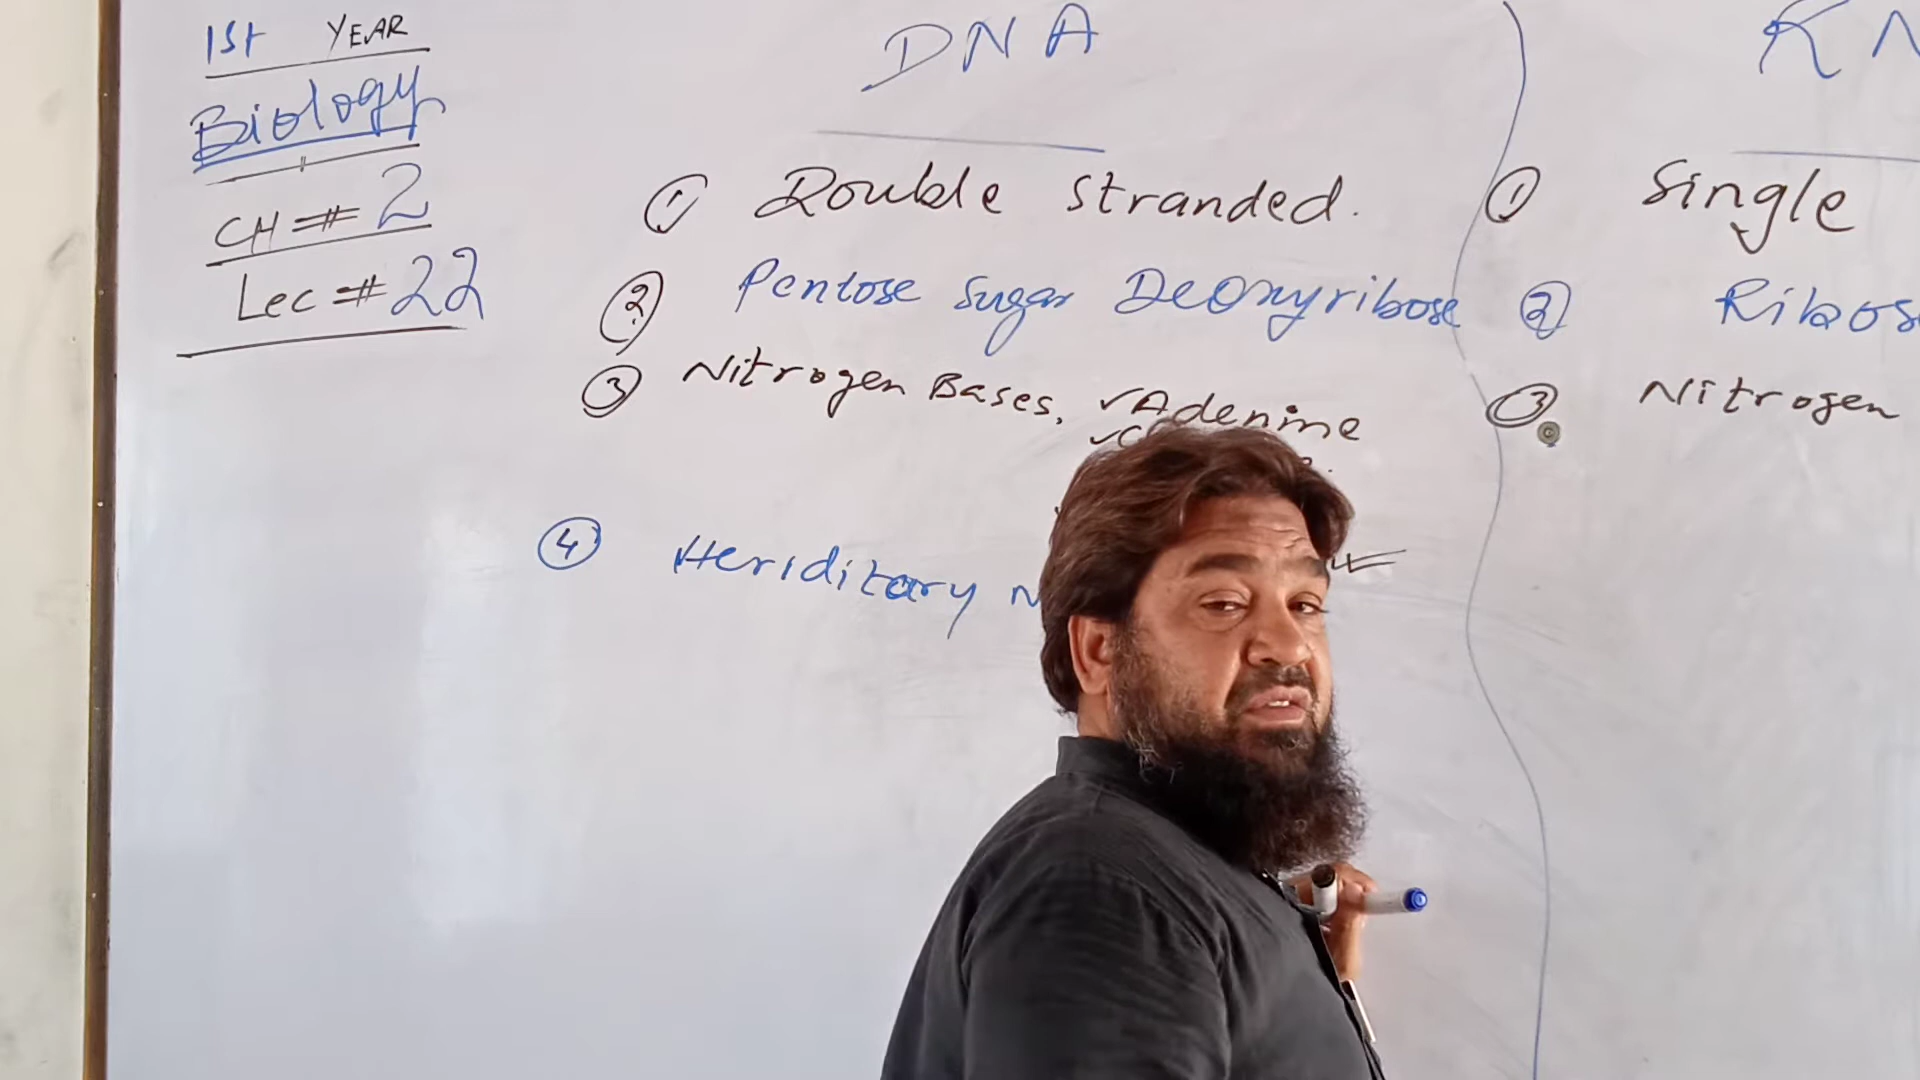 1st YEAR
Biology
CH # 2
Lec # 22
DNA
① Double stranded.
② Pentose sugar Deoxyribose
③ Nitrogen Bases, ✓Adenine
④ Heriditary
RN
① Single
② Ribos
③ Nitrogen